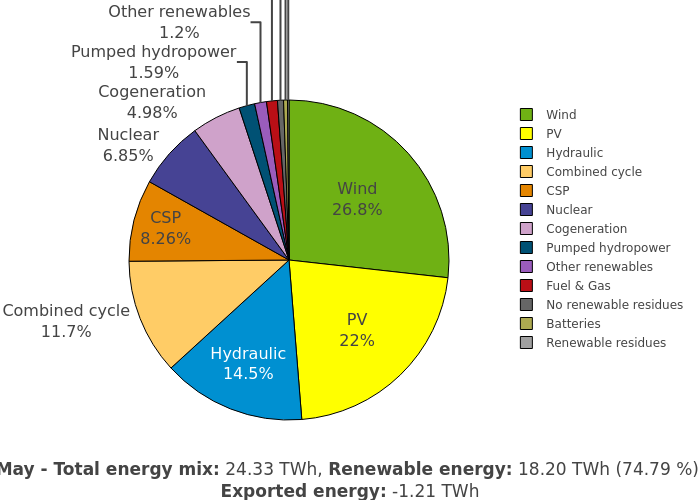 Other renewables
1.2%
Pumped hydropower
1.59%
Cogeneration
4.98%
Nuclear
6.85%
CSP
8.26%
Combined cycle
11.7%
Hydraulic
14.5%
PV
22%
Wind
26.8%
Wind
PV
Hydraulic
Combined cycle
CSP
Nuclear
Cogeneration
Pumped hydropower
Other renewables
Fuel & Gas
No renewable residues
Batteries
Renewable residues
May - Total energy mix: 24.33 TWh, Renewable energy: 18.20 TWh (74.79 %)
Exported energy: -1.21 TWh